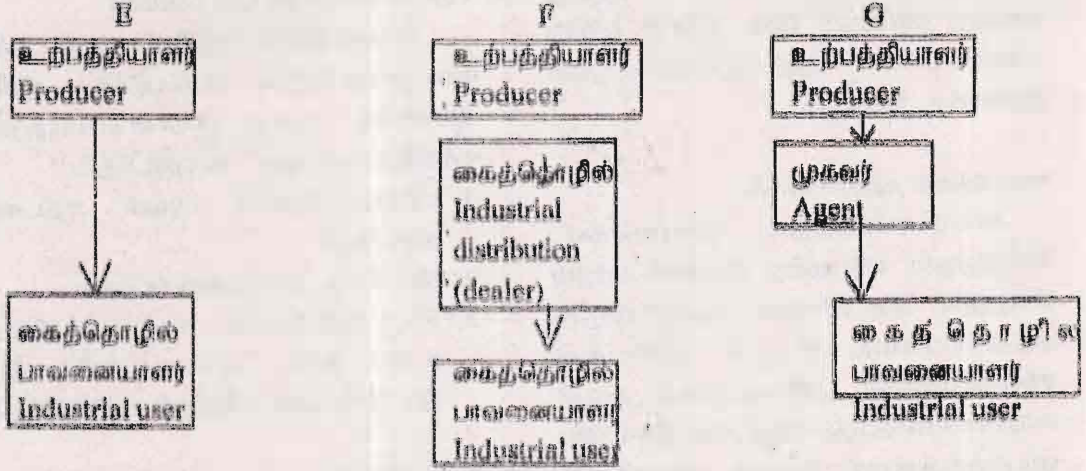 E
உற்பத்தியாளர்
Producer
கைத்தொழில்
பாவனையாளர்
Industrial user
F
உற்பத்தியாளர்
Producer
கைத்தொழில்
Industrial
distribution
(dealer)
கைத்தொழில்
பாவனையாளர்
Industrial user
G
உற்பத்தியாளர்
Producer
முகவர்
Agent
கைத் தொழில்
பாவனையாளர்
Industrial user